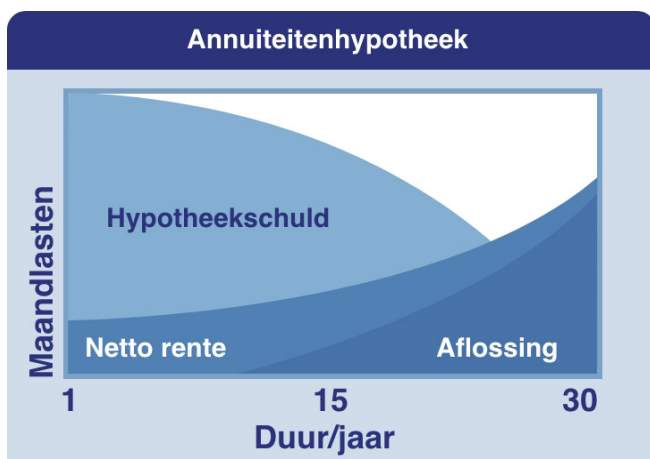 Annuiteitenhypotheek
Maandlasten
Hypotheekschuld
Netto rente
Aflossing
1
15
30
Duur/jaar